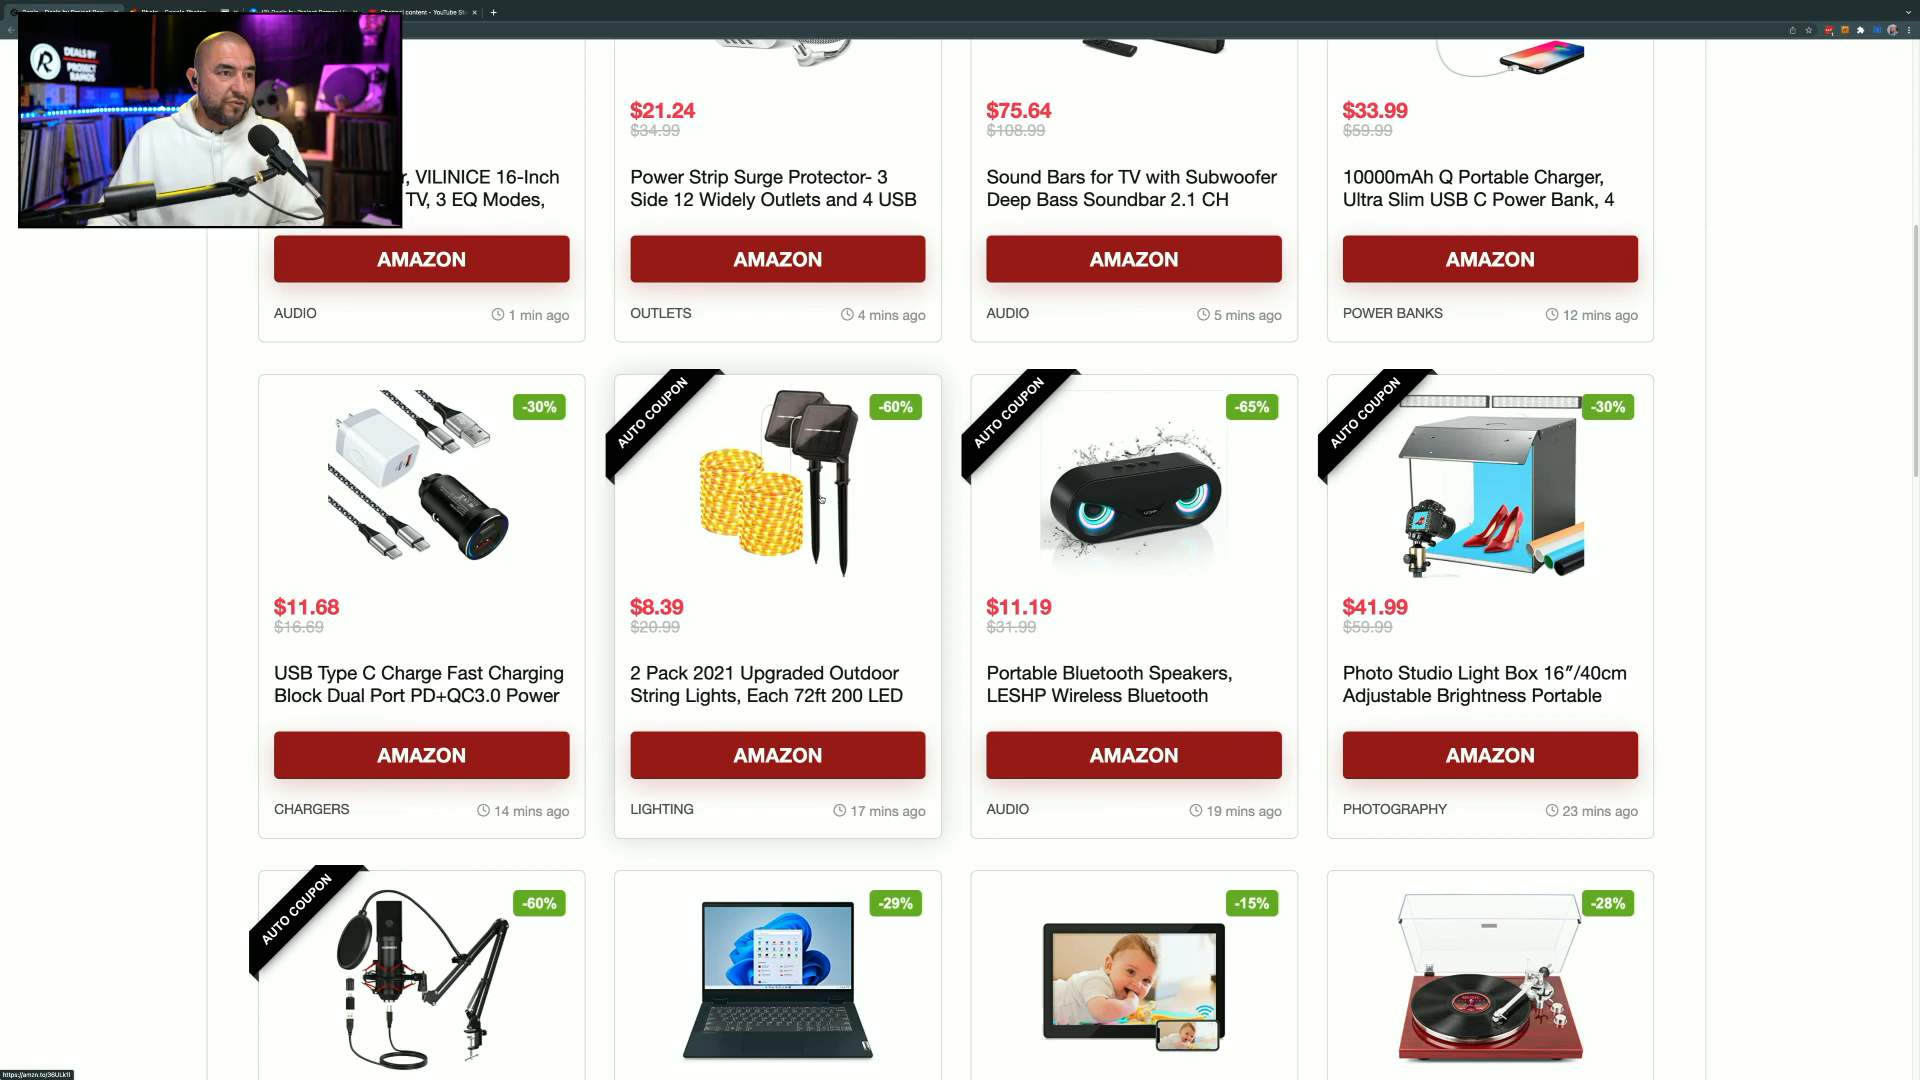 Channel content - YouTube St
DEALS BY
PROJECT
RAMOS
R
r, VILINICE 16-Inch
TV, 3 EQ Modes,
AMAZON
AUDIO
1 min ago
$21.24
$34.99
Power Strip Surge Protector- 3
Side 12 Widely Outlets and 4 USB
AMAZON
OUTLETS
4 mins ago
$75.64
$108.99
Sound Bars for TV with Subwoofer
Deep Bass Soundbar 2.1 CH
AMAZON
AUDIO
5 mins ago
$33.99
$59.99
10000mAh Q Portable Charger,
Ultra Slim USB C Power Bank, 4
AMAZON
POWER BANKS
12 mins ago
-30%
$11.68
$16.69
USB Type C Charge Fast Charging
Block Dual Port PD+QC3.0 Power
AMAZON
CHARGERS
14 mins ago
AUTO COUPON
-60%
$8.39
$20.99
2 Pack 2021 Upgraded Outdoor
String Lights, Each 72ft 200 LED
AMAZON
LIGHTING
17 mins ago
AUTO COUPON
-65%
$11.19
$31.99
Portable Bluetooth Speakers,
LESHP Wireless Bluetooth
AMAZON
AUDIO
19 mins ago
AUTO COUPON
-30%
$41.99
$59.99
Photo Studio Light Box 16″/40cm
Adjustable Brightness Portable
AMAZON
PHOTOGRAPHY
23 mins ago
AUTO COUPON
-60%
-29%
-15%
-28%